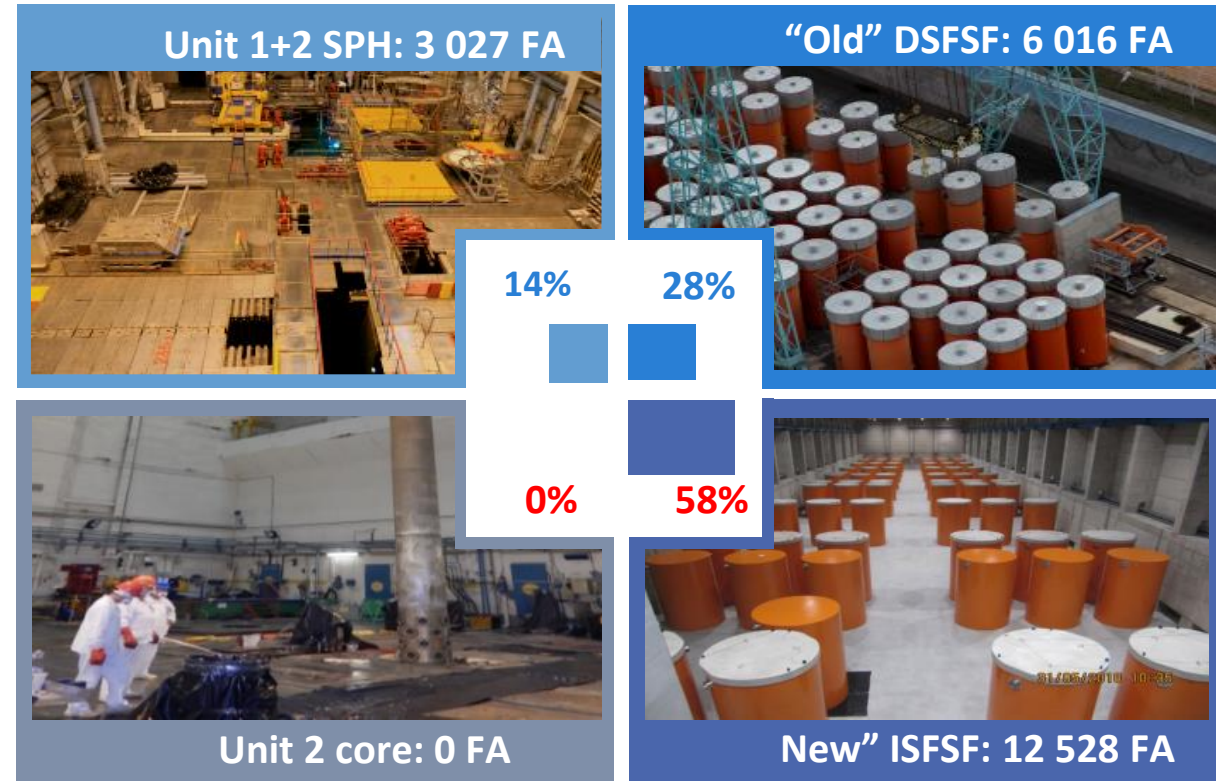 Unit 1+2 SPH: 3 027 FA
“Old” DSFSF: 6 016 FA
14%
28%
0%
58%
Unit 2 core: 0 FA
New” ISFSF: 12 528 FA